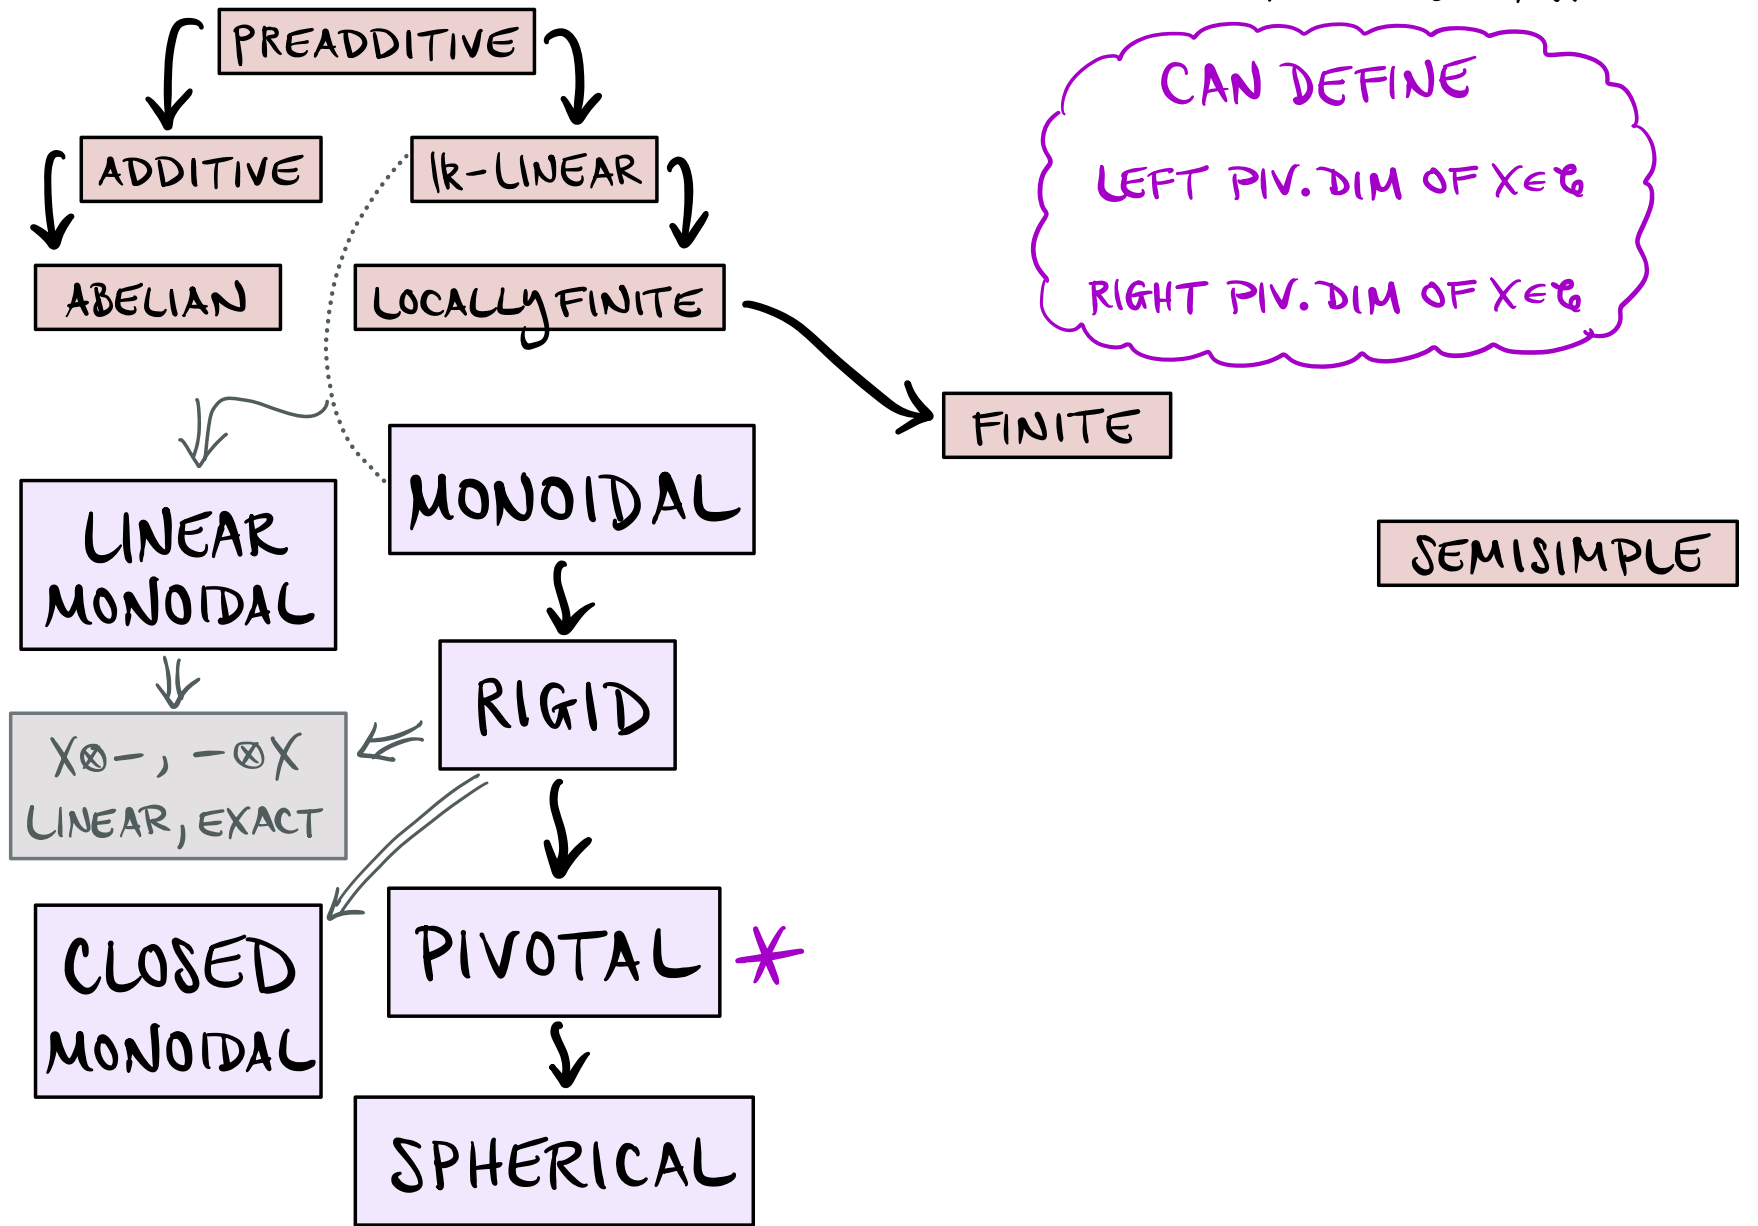 PREADDITIVE
CAN DEFINE
ADDITIVE
𝕜-LINEAR
LEFT PIV. DIM OF X∈𝒞
ABELIAN
LOCALLY FINITE
RIGHT PIV. DIM OF X∈𝒞
FINITE
MONOIDAL
LINEAR
MONOIDAL
SEMISIMPLE
RIGID
X⊗-, -⊗X
LINEAR, EXACT
PIVOTAL *
CLOSED
MONOIDAL
SPHERICAL